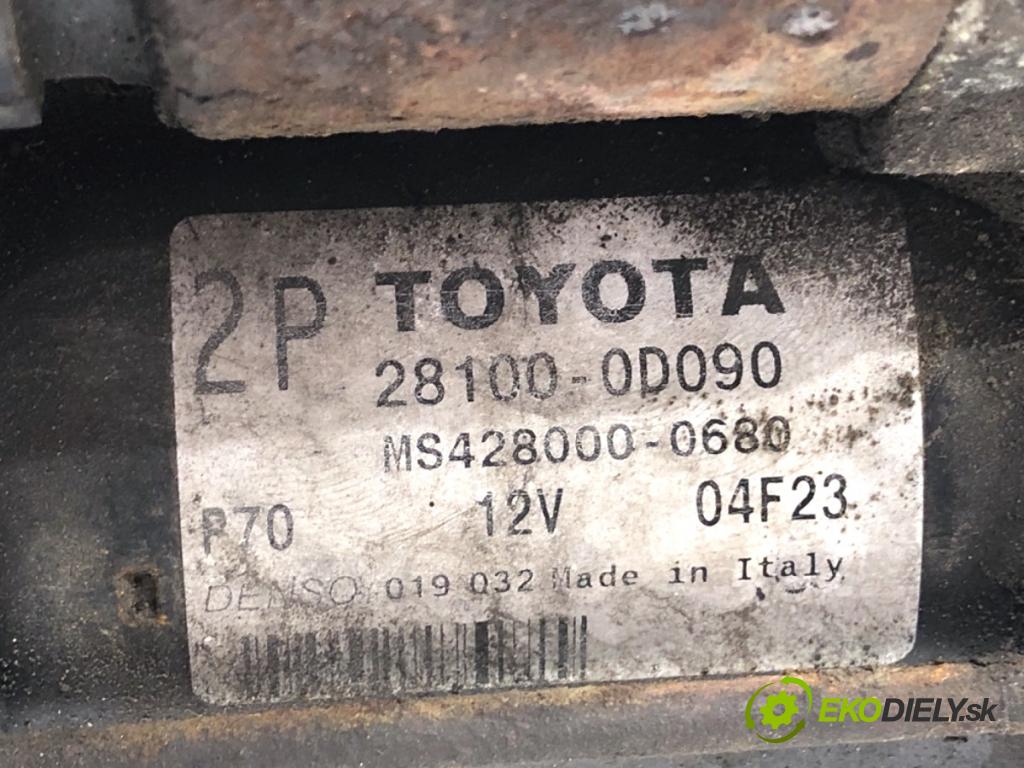 2P TOYOTA
28100-0D090
MS428000-0680
P70 12V 04F23
DENSO 019 032 Made in Italy
EKODIELY.sk